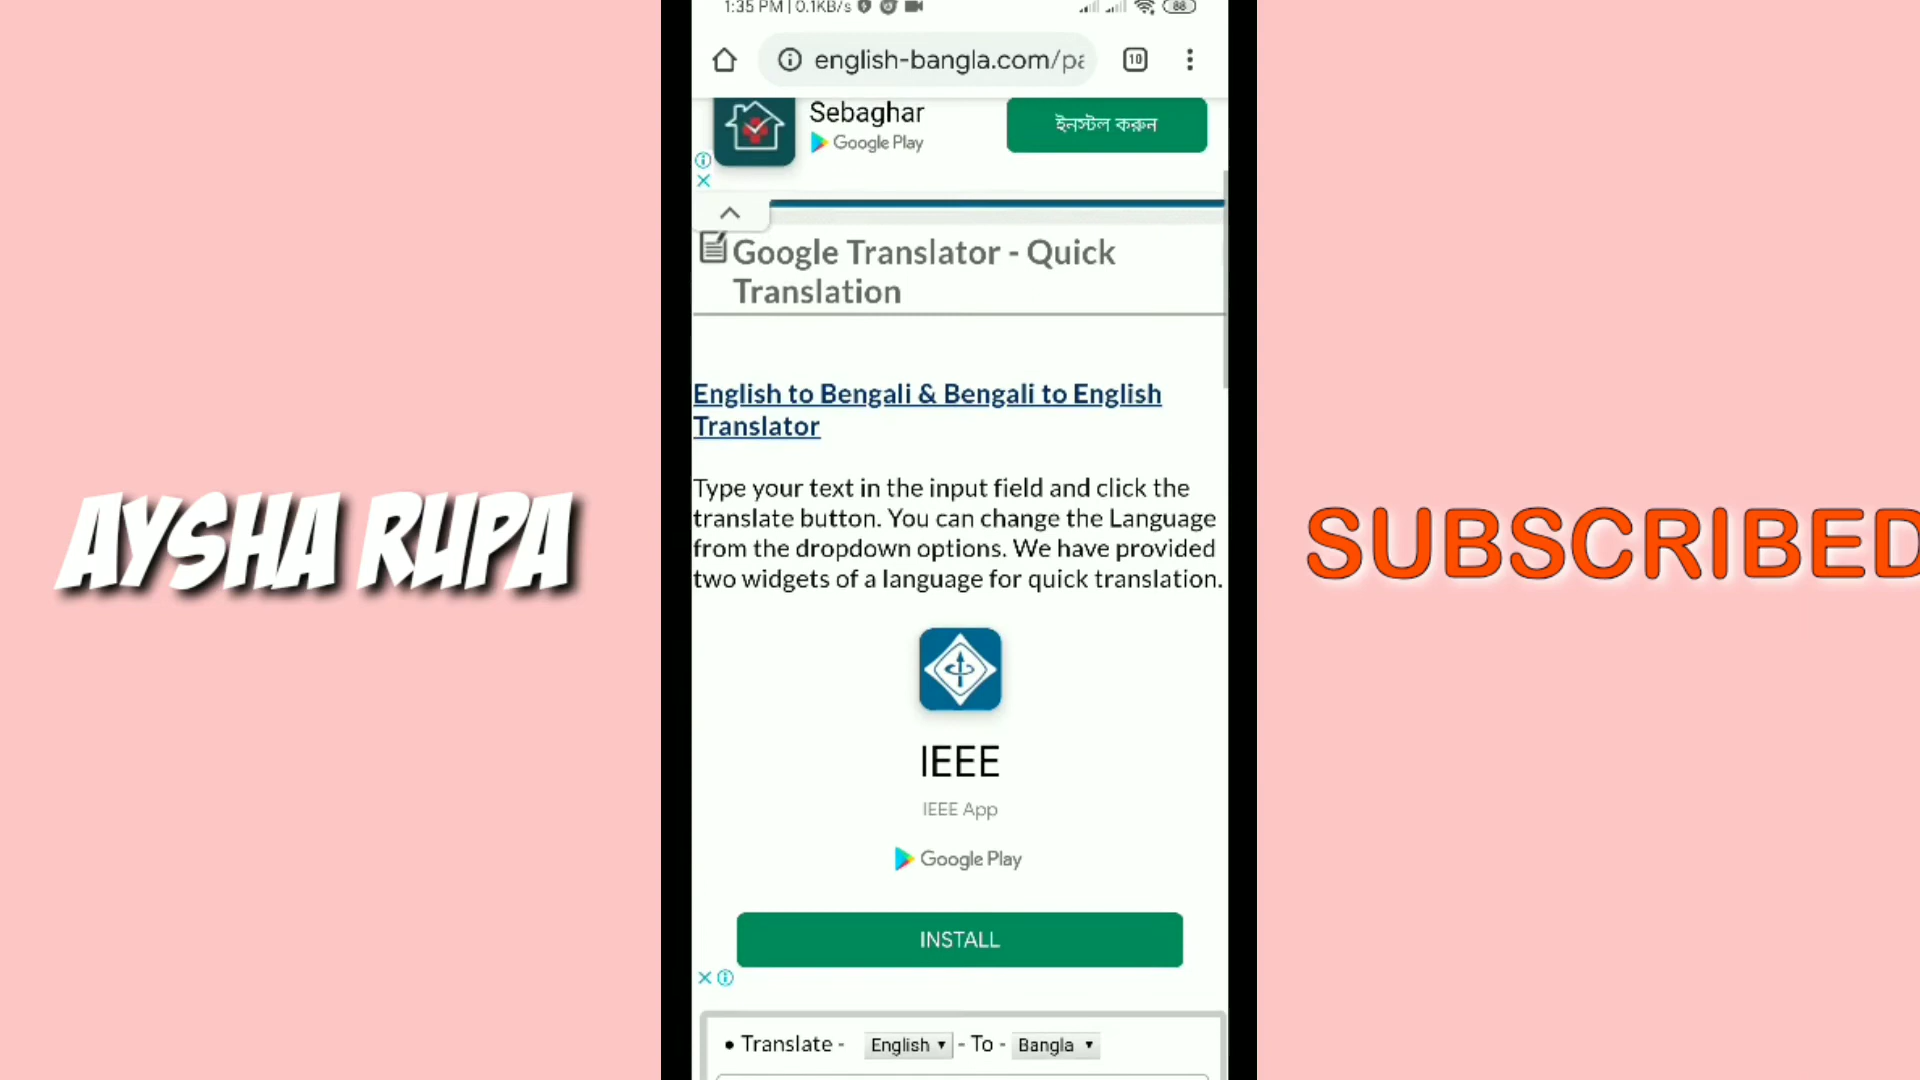 1:35 PM | 0.1KB/s
88
english-bangla.com/pa
10
Sebaghar
Google Play
ইনস্টল করুন
Google Translator - Quick
Translation
English to Bengali & Bengali to English
Translator
Type your text in the input field and click the
translate button. You can change the Language
from the dropdown options. We have provided
two widgets of a language for quick translation.
AYSHA RUPA
SUBSCRIBED
IEEE
IEEE App
Google Play
INSTALL
• Translate - English - To - Bangla